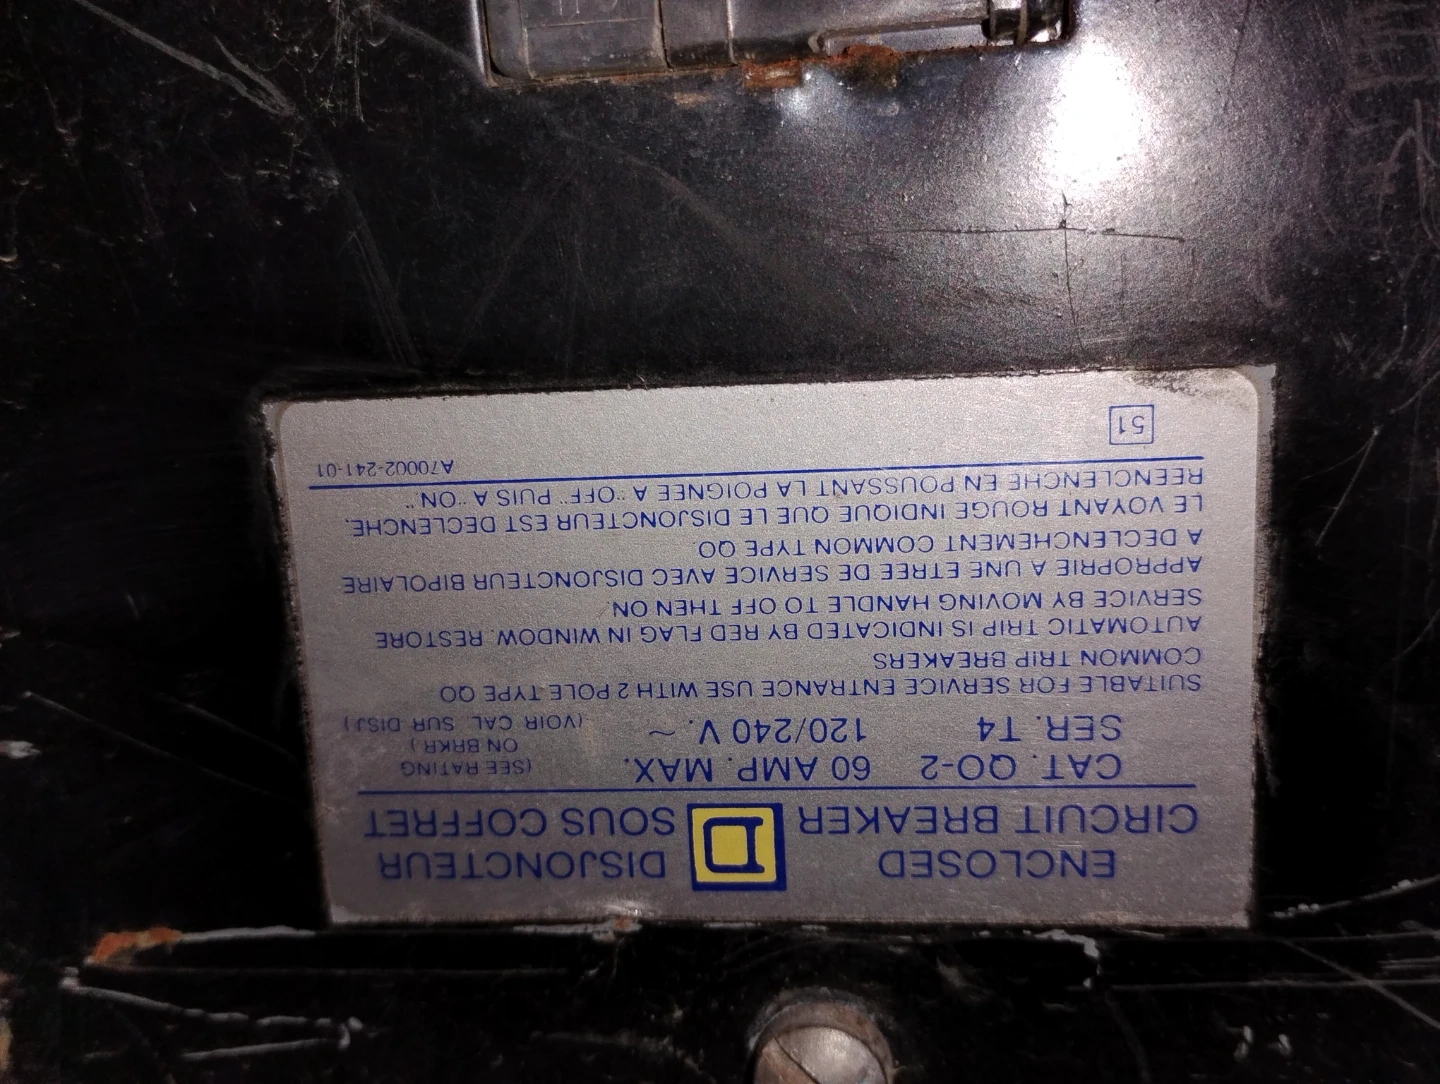 ENCLOSED DISJONCTEUR
CIRCUIT BREAKER D SOUS COFFRET
CAT. QO-2 60 AMP. MAX. (SEE RATING ON BRKR)
SER. T4 120/240 V. ~ (VOIR CAL. SUR DISJ)
SUITABLE FOR SERVICE ENTRANCE USE WITH 2 POLE TYPE QO
COMMON TRIP BREAKERS
AUTOMATIC TRIP IS INDICATED BY RED FLAG IN WINDOW. RESTORE
SERVICE BY MOVING HANDLE TO OFF THEN ON.
APPROPRIE A UNE ETREE DE SERVICE AVEC DISJONCTEUR BIPOLAIRE
A DECLENCHEMENT COMMON TYPE QO
LE VOYANT ROUGE INDIQUE QUE LE DISJONCTEUR EST DECLENCHE.
REENCLENCHE EN POUSSANT LA POIGNEE A "OFF" PUIS A "ON"
A70002-241-01
51